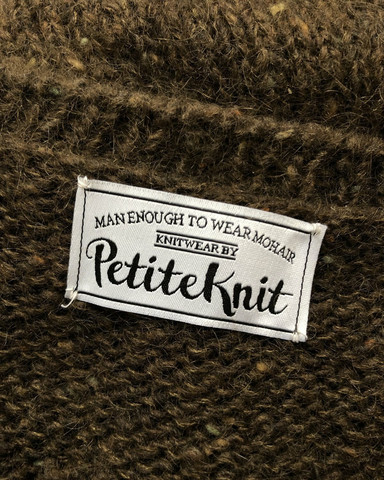 MAN ENOUGH TO WEAR MOHAIR
KNITWEAR BY
PetiteKnit